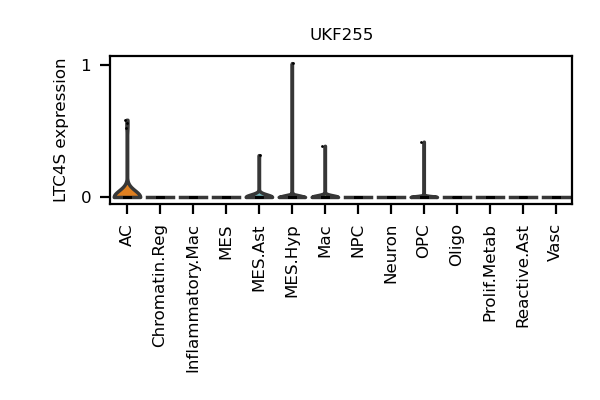 UKF255
LTC4S expression
1
0
AC
Chromatin.Reg
Inflammatory.Mac
MES
MES.Ast
MES.Hyp
Mac
NPC
Neuron
OPC
Oligo
Prolif.Metab
Reactive.Ast
Vasc